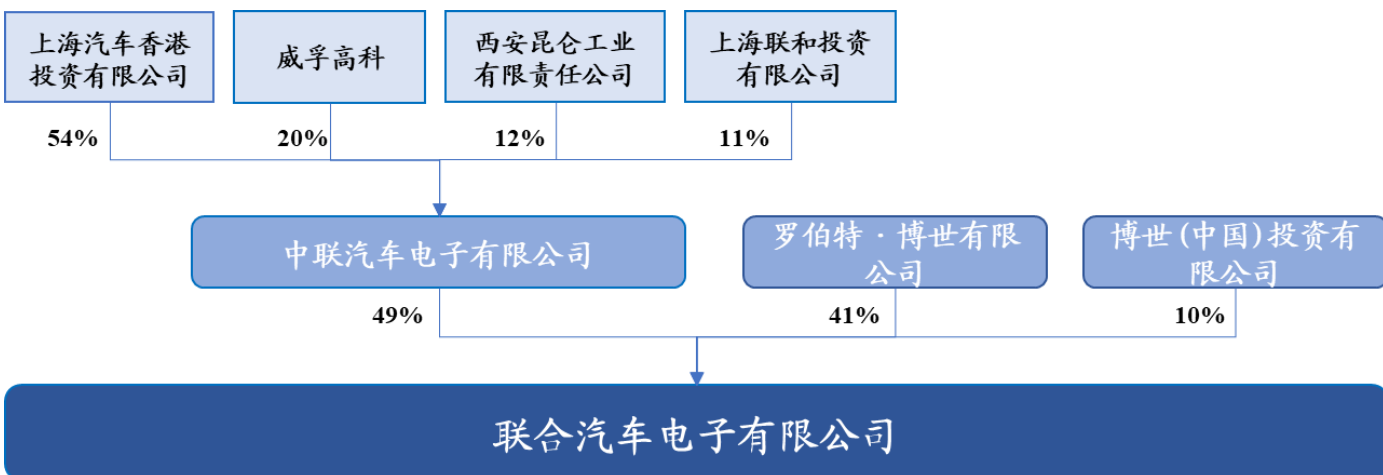 上海汽车香港
投资有限公司
威孚高科
西安昆仑工业
有限责任公司
上海联和投资
有限公司
54%
20%
12%
11%
中联汽车电子有限公司
罗伯特·博世有限
公司
博世(中国)投资有
限公司
49%
41%
10%
联合汽车电子有限公司